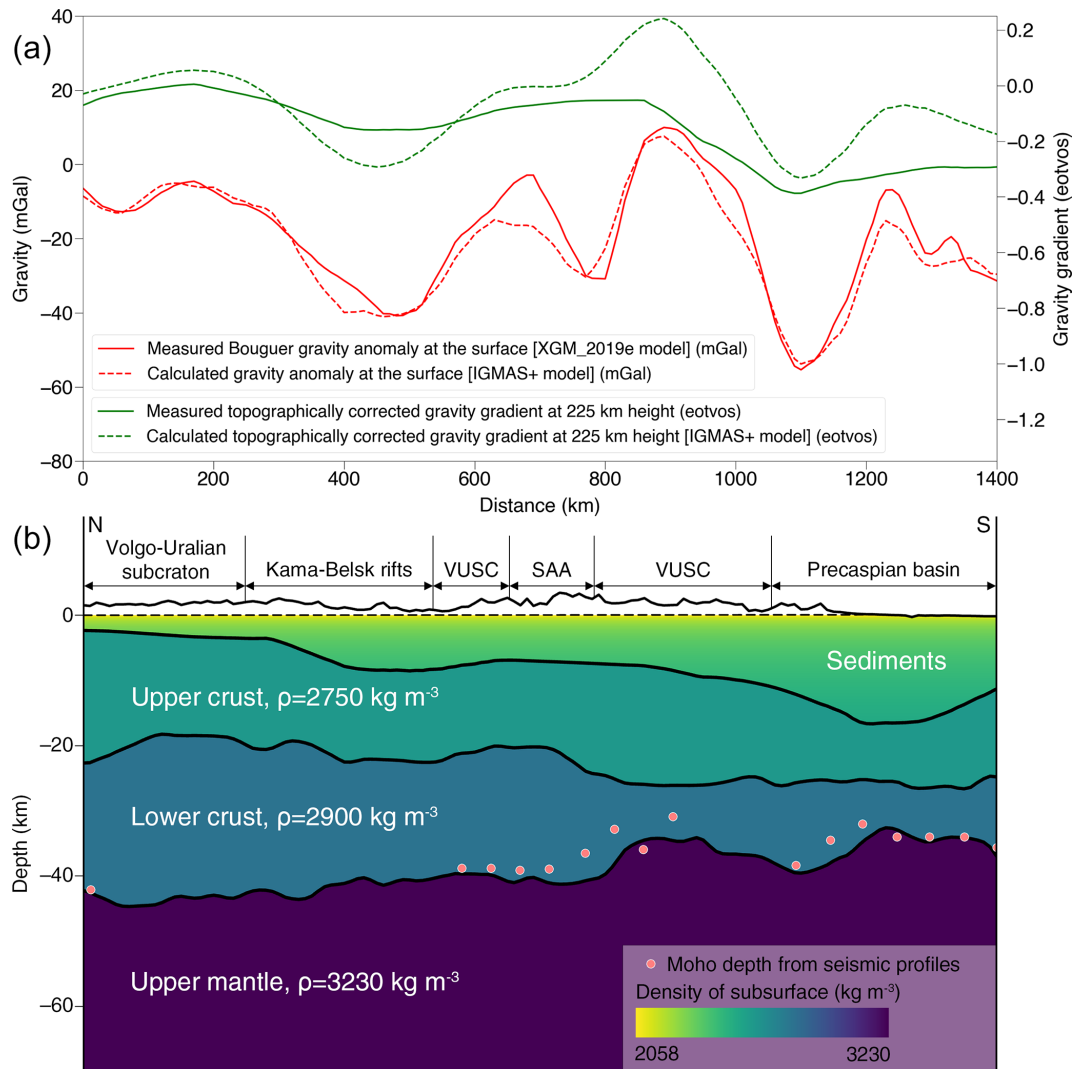 (a)
40
20
0
−20
−40
−60
−80
Gravity (mGal)
0.2
0.0
−0.2
−0.4
−0.6
−0.8
−1.0
−1.2
Gravity gradient (eotvos)
Measured Bouguer gravity anomaly at the surface [XGM_2019e model] (mGal)
Calculated gravity anomaly at the surface [IGMAS+ model] (mGal)
Measured topographically corrected gravity gradient at 225 km height (eotvos)
Calculated topographically corrected gravity gradient at 225 km height [IGMAS+ model] (eotvos)
0 200 400 600 800 1000 1200 1400
Distance (km)
(b)
N S
Volgo-Uralian
subcraton
Kama-Belsk rifts
VUSC
SAA
VUSC
Precaspian basin
0
−20
−40
−60
Depth (km)
Sediments
Upper crust, ρ=2750 kg m-3
Lower crust, ρ=2900 kg m-3
Upper mantle, ρ=3230 kg m-3
Moho depth from seismic profiles
Density of subsurface (kg m-3)
2058 3230